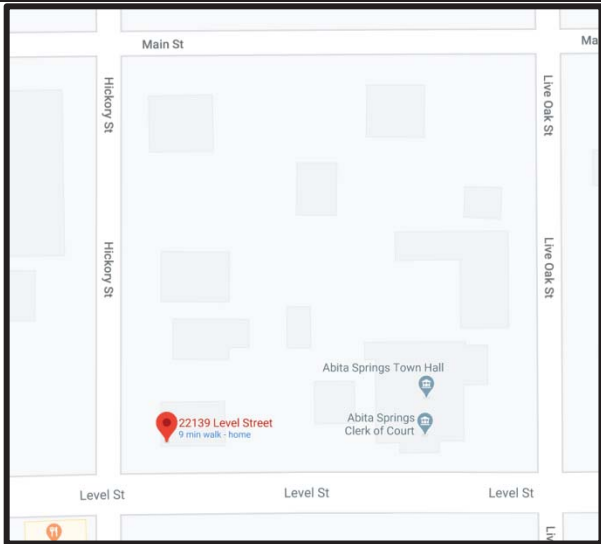 Main St
Ma
Hickory St
Live Oak St
Hickory St
Live Oak St
Abita Springs Town Hall
Abita Springs
Clerk of Court
22139 Level Street
9 min walk - home
Level St
Level St
Level St
Liv